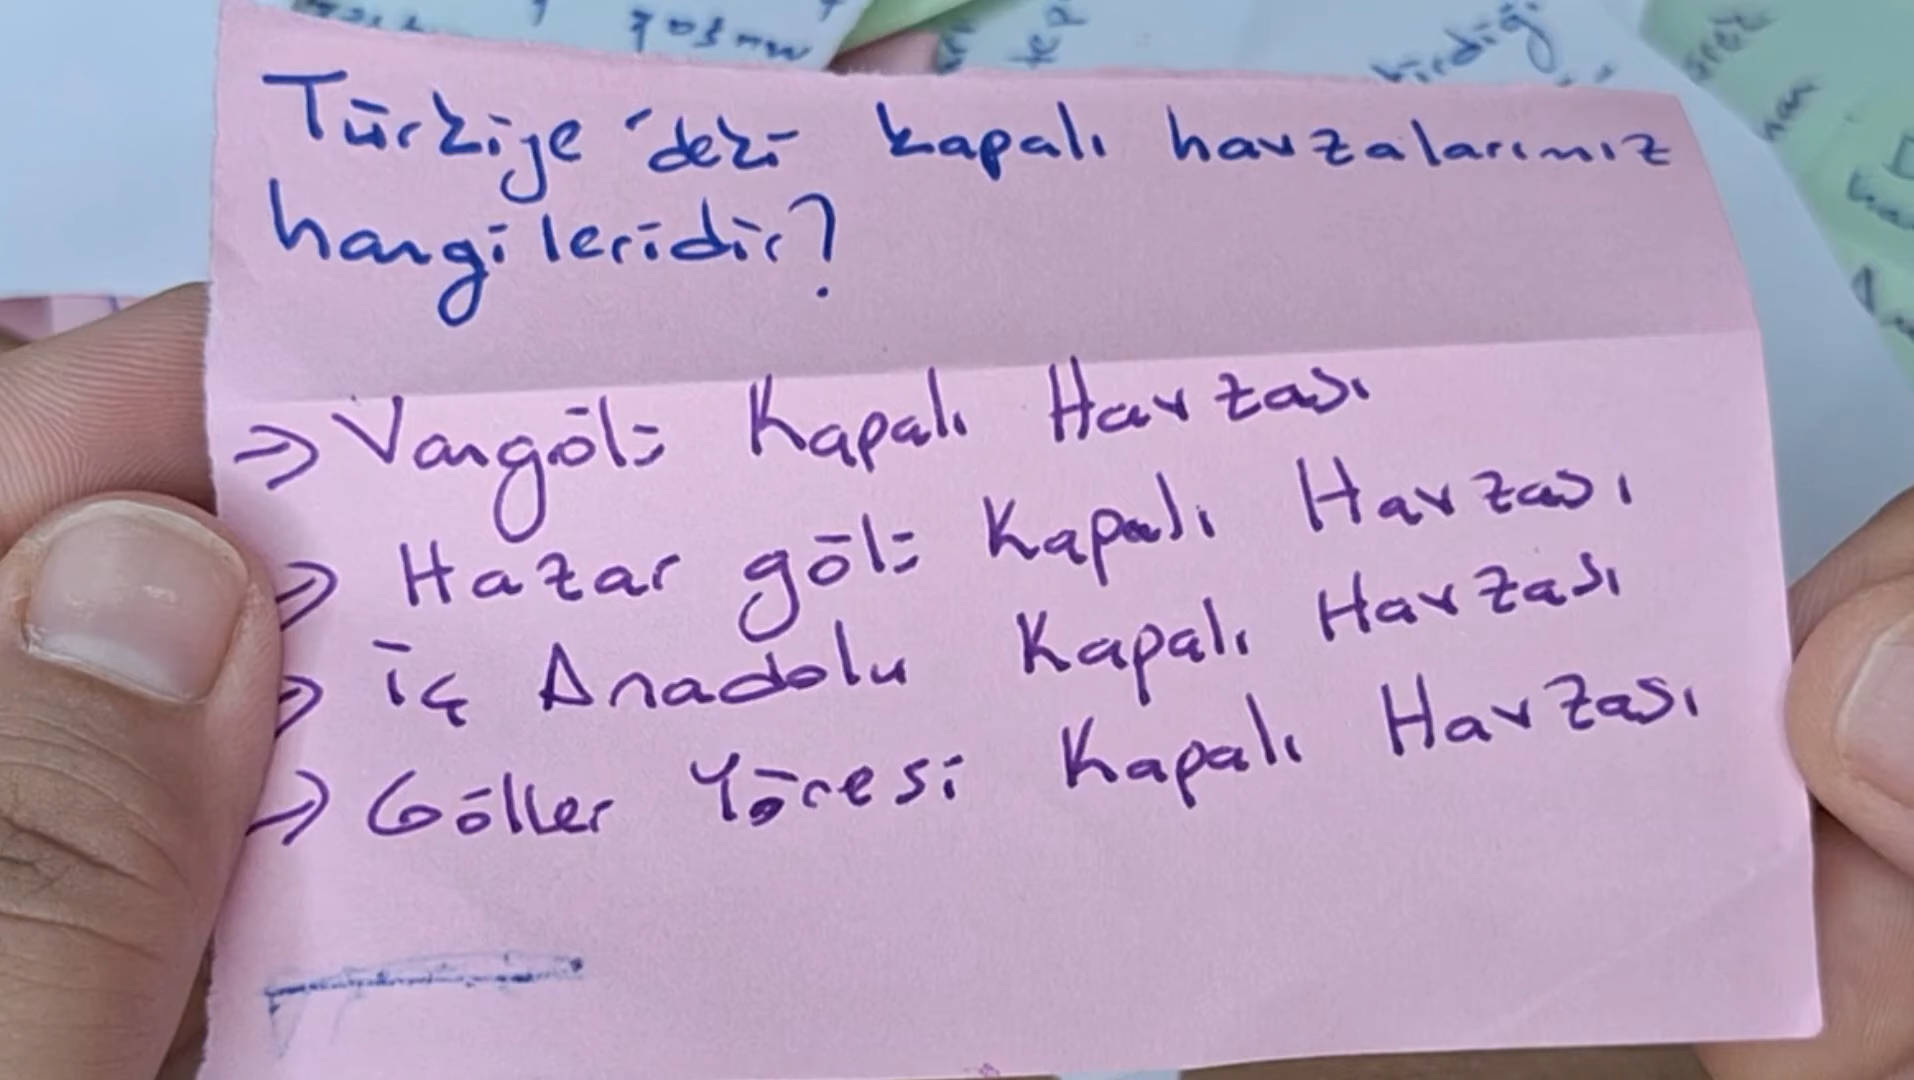 Türkiye'deki kapalı havzalarımız
hangileridir?
⇒ Vangölü Kapalı Havzası
⇒ Hazar gölü Kapalı Havzası
⇒ İç Anadolu Kapalı Havzası
⇒ Göller Yöresi Kapalı Havzası